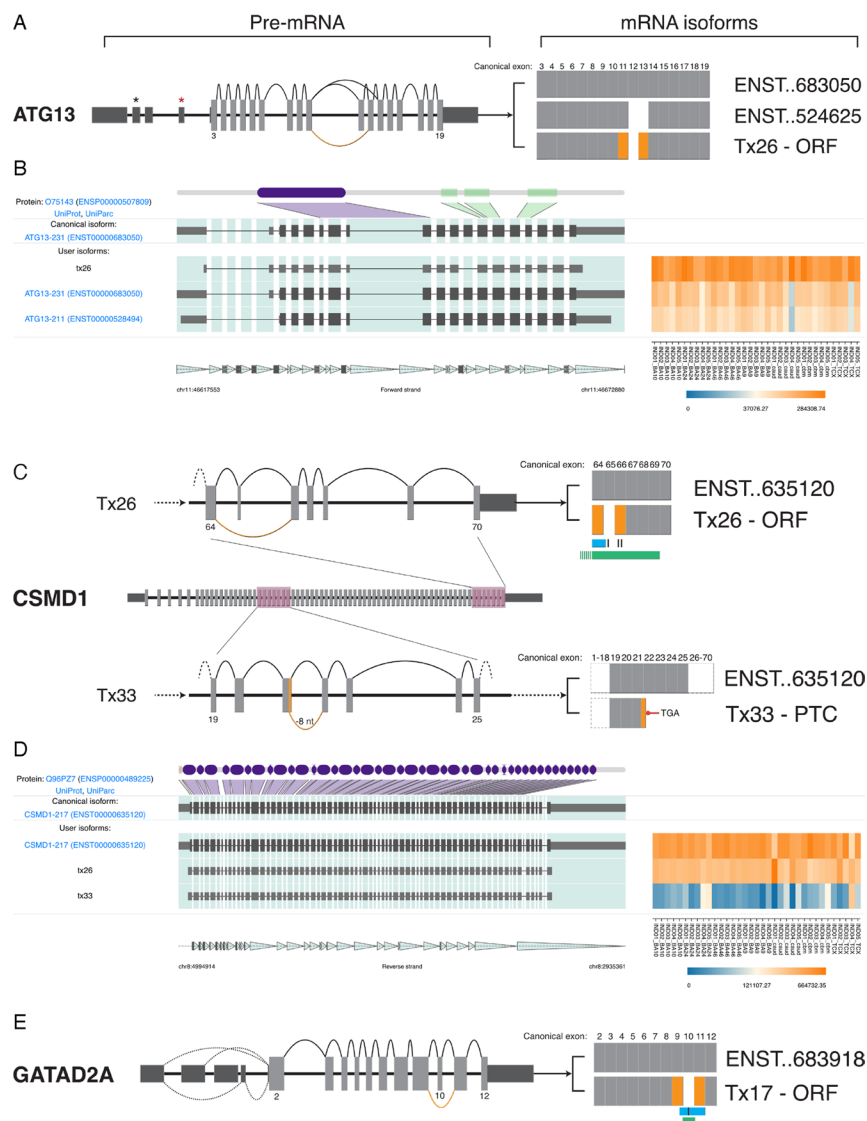 A
Pre-mRNA
mRNA isoforms
Canonical exon: 3 4 5 6 7 8 9 10 11 12 13 14 15 16 17 18 19
*
*
ATG13
3
19
ENST..683050
ENST..524625
Tx26 - ORF
B
Protein: O75143 (ENSP00000507809)
UniProt, UniParc
Canonical isoform:
ATG13-231 (ENST00000683050)
User isoforms:
tx26
ATG13-231 (ENST00000683050)
ATG13-211 (ENST00000528494)
chr11:46617553
Forward strand
chr11:46672880
0
37076.27
284308.74
C
Canonical exon: 64 65 66 67 68 69 70
Tx26
64
70
ENST..635120
Tx26 - ORF
CSMD1
Canonical exon: 1-18 19 20 21 22 23 24 25 26-70
Tx33
19
-8 nt
25
ENST..635120
TGA
Tx33 - PTC
D
Protein: Q96PZ7 (ENSP00000489225)
UniProt, UniParc
Canonical isoform:
CSMD1-217 (ENST00000635120)
User isoforms:
CSMD1-217 (ENST00000635120)
tx26
tx33
chr8:4994914
Reverse strand
chr8:2935361
0
121107.27
664732.35
E
Canonical exon: 2 3 4 5 6 7 8 9 10 11 12
GATAD2A
2
10
12
ENST..683918
Tx17 - ORF